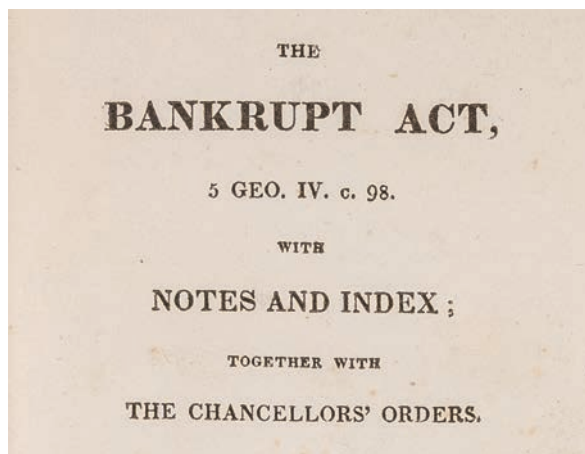 THE
BANKRUPT ACT,
5 GEO. IV. c. 98.
WITH
NOTES AND INDEX;
TOGETHER WITH
THE CHANCELLORS' ORDERS.